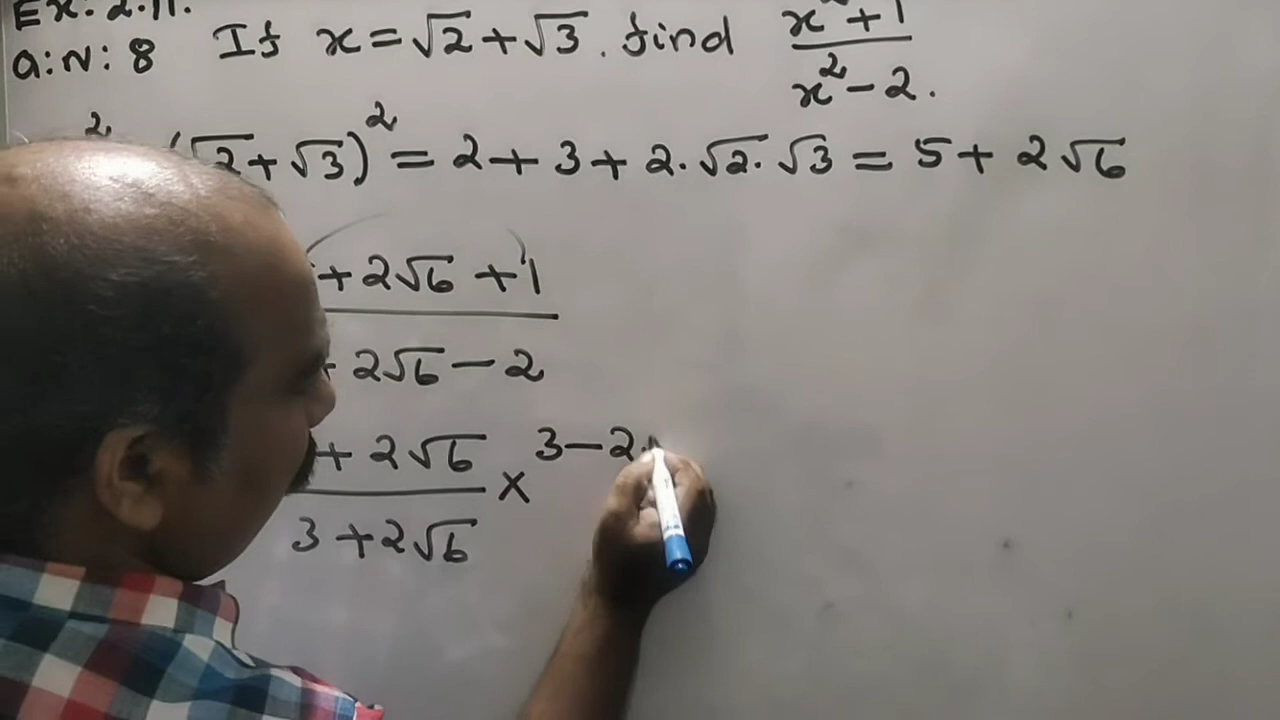 Ex: 2.11.
Q:N: 8 If x = √2 + √3. find x² + 1 / x² - 2.
² (√2 + √3)² = 2 + 3 + 2. √2. √3 = 5 + 2√6
+ 2√6 + 1
2√6 - 2
+ 2√6 × 3 - 2
3 + 2√6